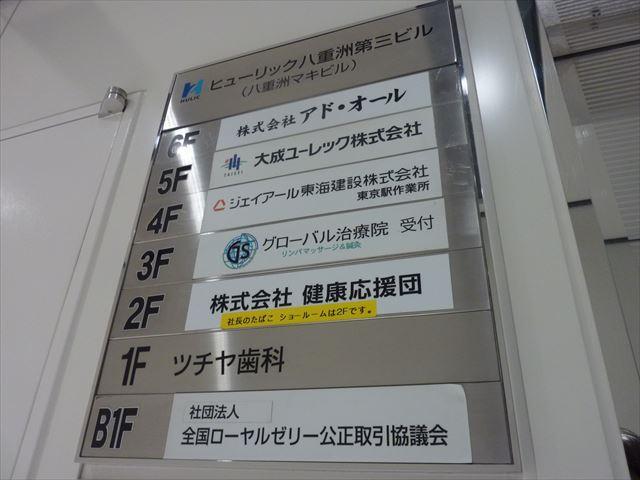 HULIC ヒューリック八重洲第三ビル
(八重洲マキビル)
6F 株式会社 アド・オール
5F TAISEI 大成ユーレック株式会社
4F ジェイアール東海建設株式会社
東京駅作業所
3F GS グローバル治療院 受付
リンパマッサージ&鍼灸
2F 株式会社 健康応援団
社長のたばこ ショールームは2Fです。
1F ツチヤ歯科
B1F 社団法人
全国ローヤルゼリー公正取引協議会